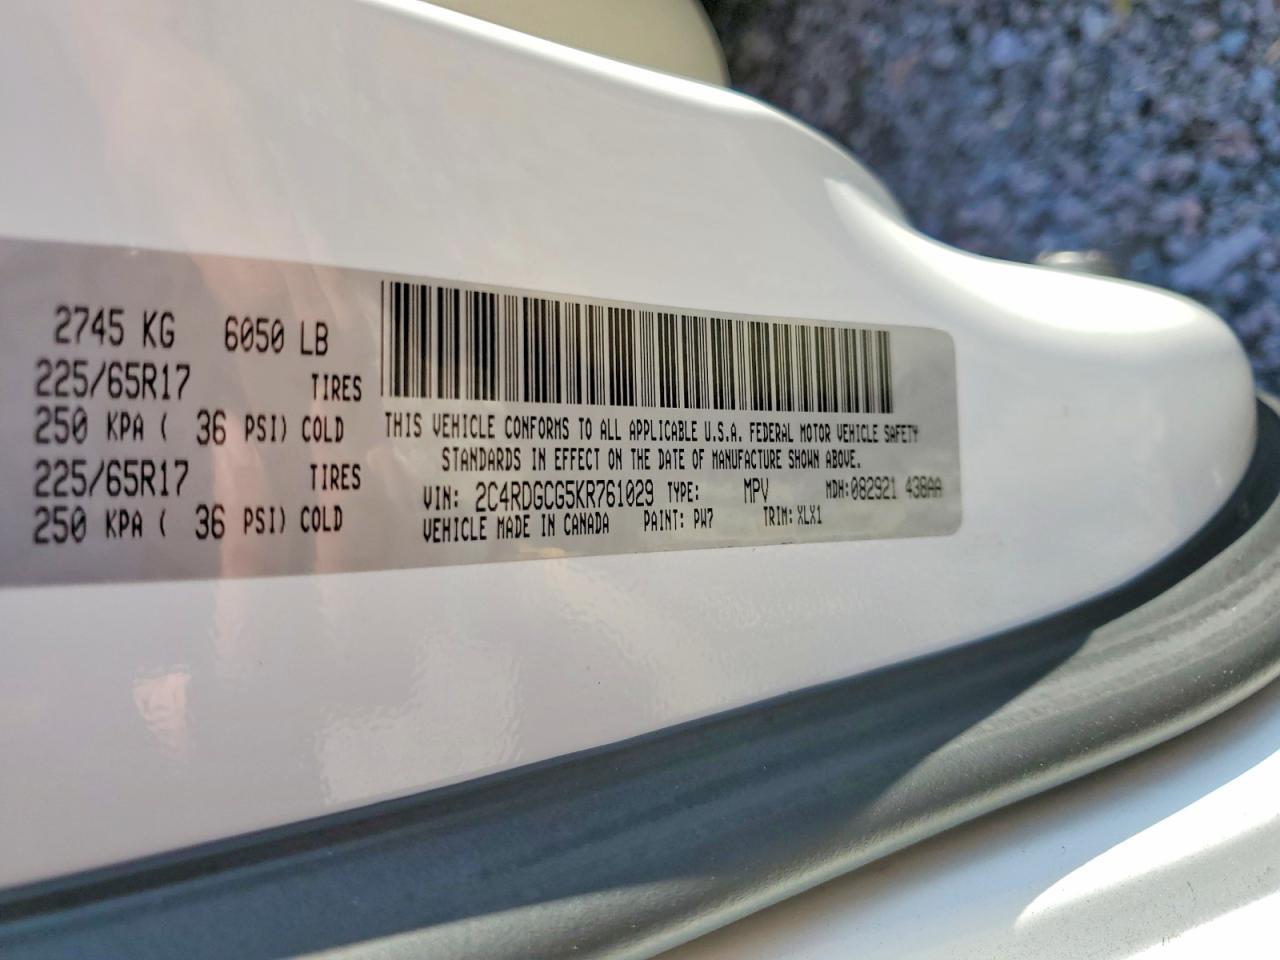 2745 KG 6050 LB
225/65R17 TIRES
250 KPA ( 36 PSI) COLD
225/65R17 TIRES
250 KPA ( 36 PSI) COLD
THIS VEHICLE CONFORMS TO ALL APPLICABLE U.S.A. FEDERAL MOTOR VEHICLE SAFETY
STANDARDS IN EFFECT ON THE DATE OF MANUFACTURE SHOWN ABOVE.
VIN: 2C4RDGCG5KR761029 TYPE: MPV MDH:082921 438AA
VEHICLE MADE IN CANADA PAINT: PW7 TRIM: XLX1